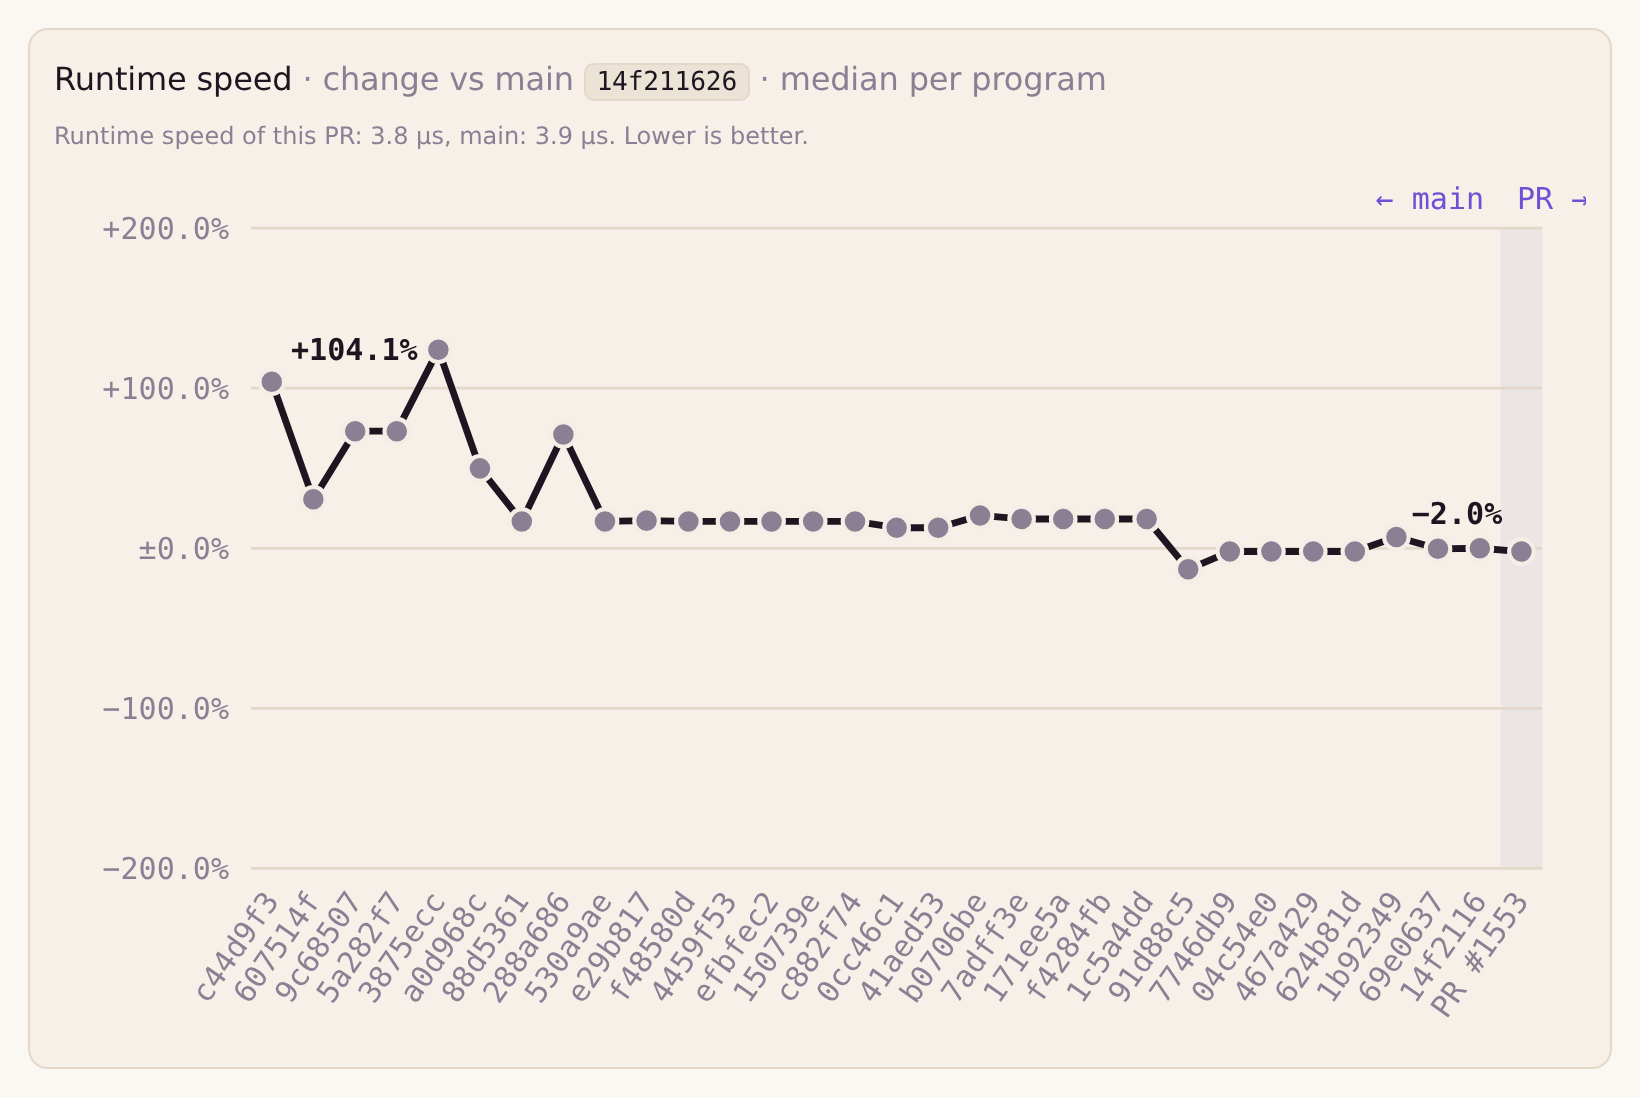 Runtime speed · change vs main 14f211626 · median per program
Runtime speed of this PR: 3.8 µs, main: 3.9 µs. Lower is better.
← main PR →
+200.0%
+104.1%
+100.0%
−2.0%
±0.0%
−100.0%
−200.0%
c44d9f3
607514f
9c68507
5a282f7
3875ecc
a0d968c
88d5361
288a686
530a9ae
e29b817
f48580d
4459f53
efbfec2
150739e
c882f74
0cc46c1
41aed53
b0706be
7adff3e
171ee5a
f4284fb
1c5a4dd
91d88c5
7746db9
04c54e0
467a429
624b81d
1b92349
69e0637
14f2116
PR #1553